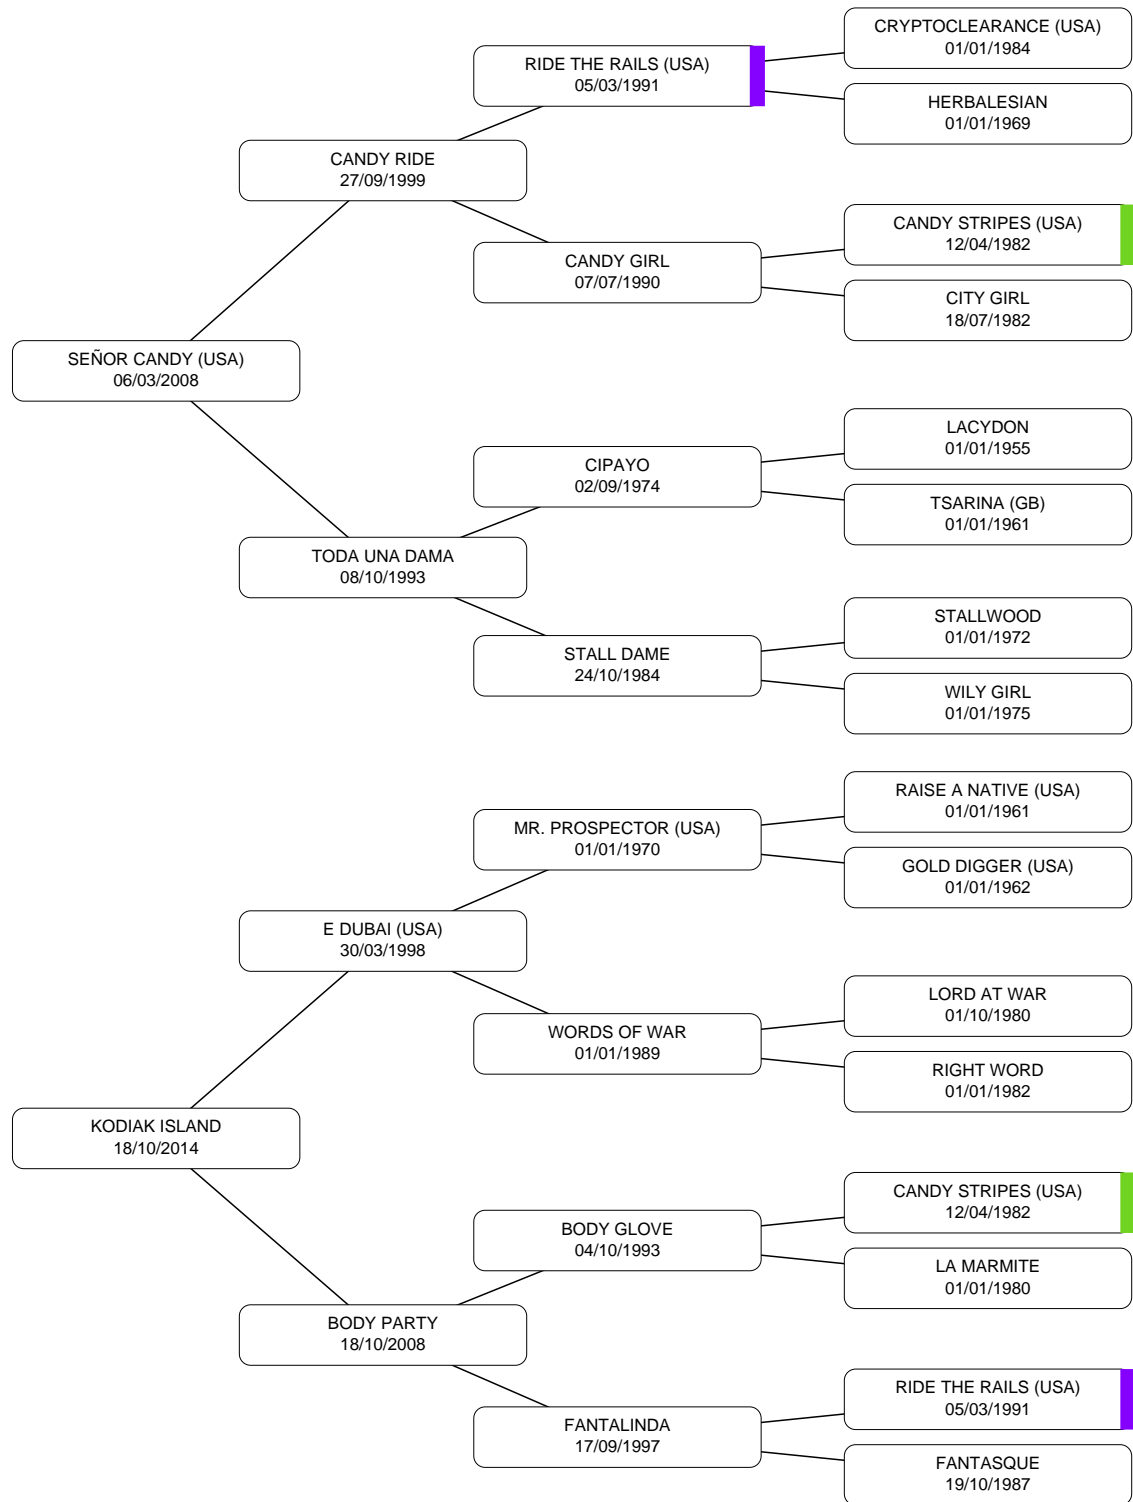 CRYPTOCLEARANCE (USA)
01/01/1984
RIDE THE RAILS (USA)
05/03/1991
HERBALESIAN
01/01/1969
CANDY RIDE
27/09/1999
CANDY STRIPES (USA)
12/04/1982
CANDY GIRL
07/07/1990
CITY GIRL
18/07/1982
SEÑOR CANDY (USA)
06/03/2008
LACYDON
01/01/1955
CIPAYO
02/09/1974
TSARINA (GB)
01/01/1961
TODA UNA DAMA
08/10/1993
STALLWOOD
01/01/1972
STALL DAME
24/10/1984
WILY GIRL
01/01/1975
RAISE A NATIVE (USA)
01/01/1961
MR. PROSPECTOR (USA)
01/01/1970
GOLD DIGGER (USA)
01/01/1962
E DUBAI (USA)
30/03/1998
LORD AT WAR
01/10/1980
WORDS OF WAR
01/01/1989
RIGHT WORD
01/01/1982
KODIAK ISLAND
18/10/2014
CANDY STRIPES (USA)
12/04/1982
BODY GLOVE
04/10/1993
LA MARMITE
01/01/1980
BODY PARTY
18/10/2008
RIDE THE RAILS (USA)
05/03/1991
FANTALINDA
17/09/1997
FANTASQUE
19/10/1987